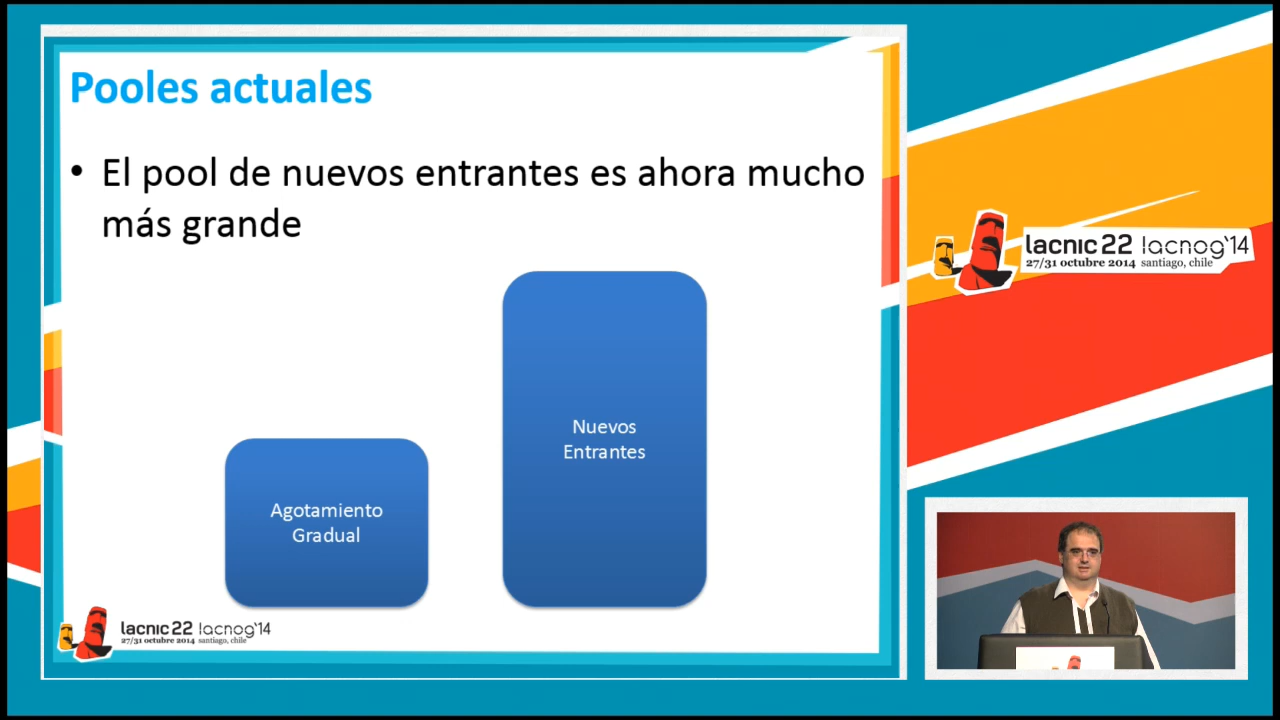 Pooles actuales
• El pool de nuevos entrantes es ahora mucho
más grande
Nuevos
Entrantes
Agotamiento
Gradual
lacnic 22 lacnog'14
27/31 octubre 2014 santiago, chile
lacnic 22 lacnog'14
27/31 octubre 2014 santiago, chile